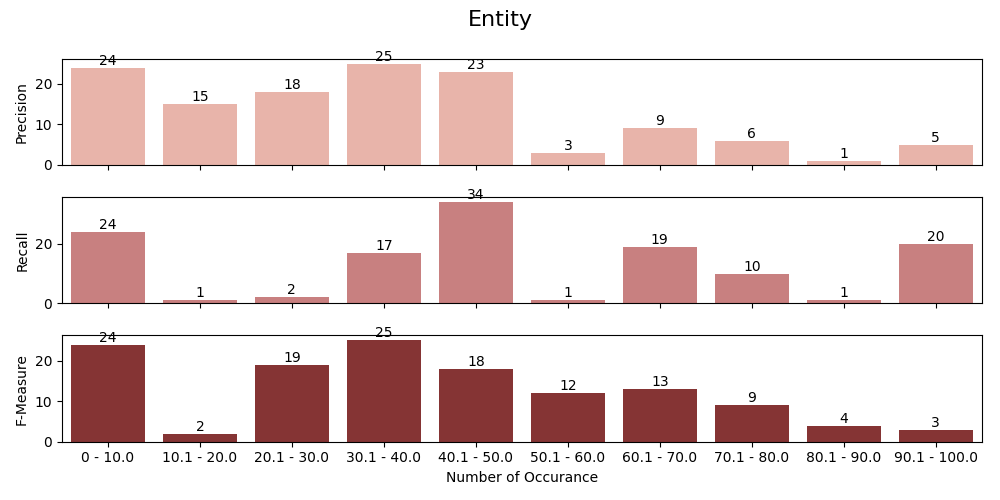 Entity
Precision
20
10
0
24
15
18
25
23
3
9
6
1
5
Recall
20
0
24
1
2
17
34
1
19
10
1
20
F-Measure
20
10
0
24
2
19
25
18
12
13
9
4
3
0 - 10.0
10.1 - 20.0
20.1 - 30.0
30.1 - 40.0
40.1 - 50.0
50.1 - 60.0
60.1 - 70.0
70.1 - 80.0
80.1 - 90.0
90.1 - 100.0
Number of Occurance